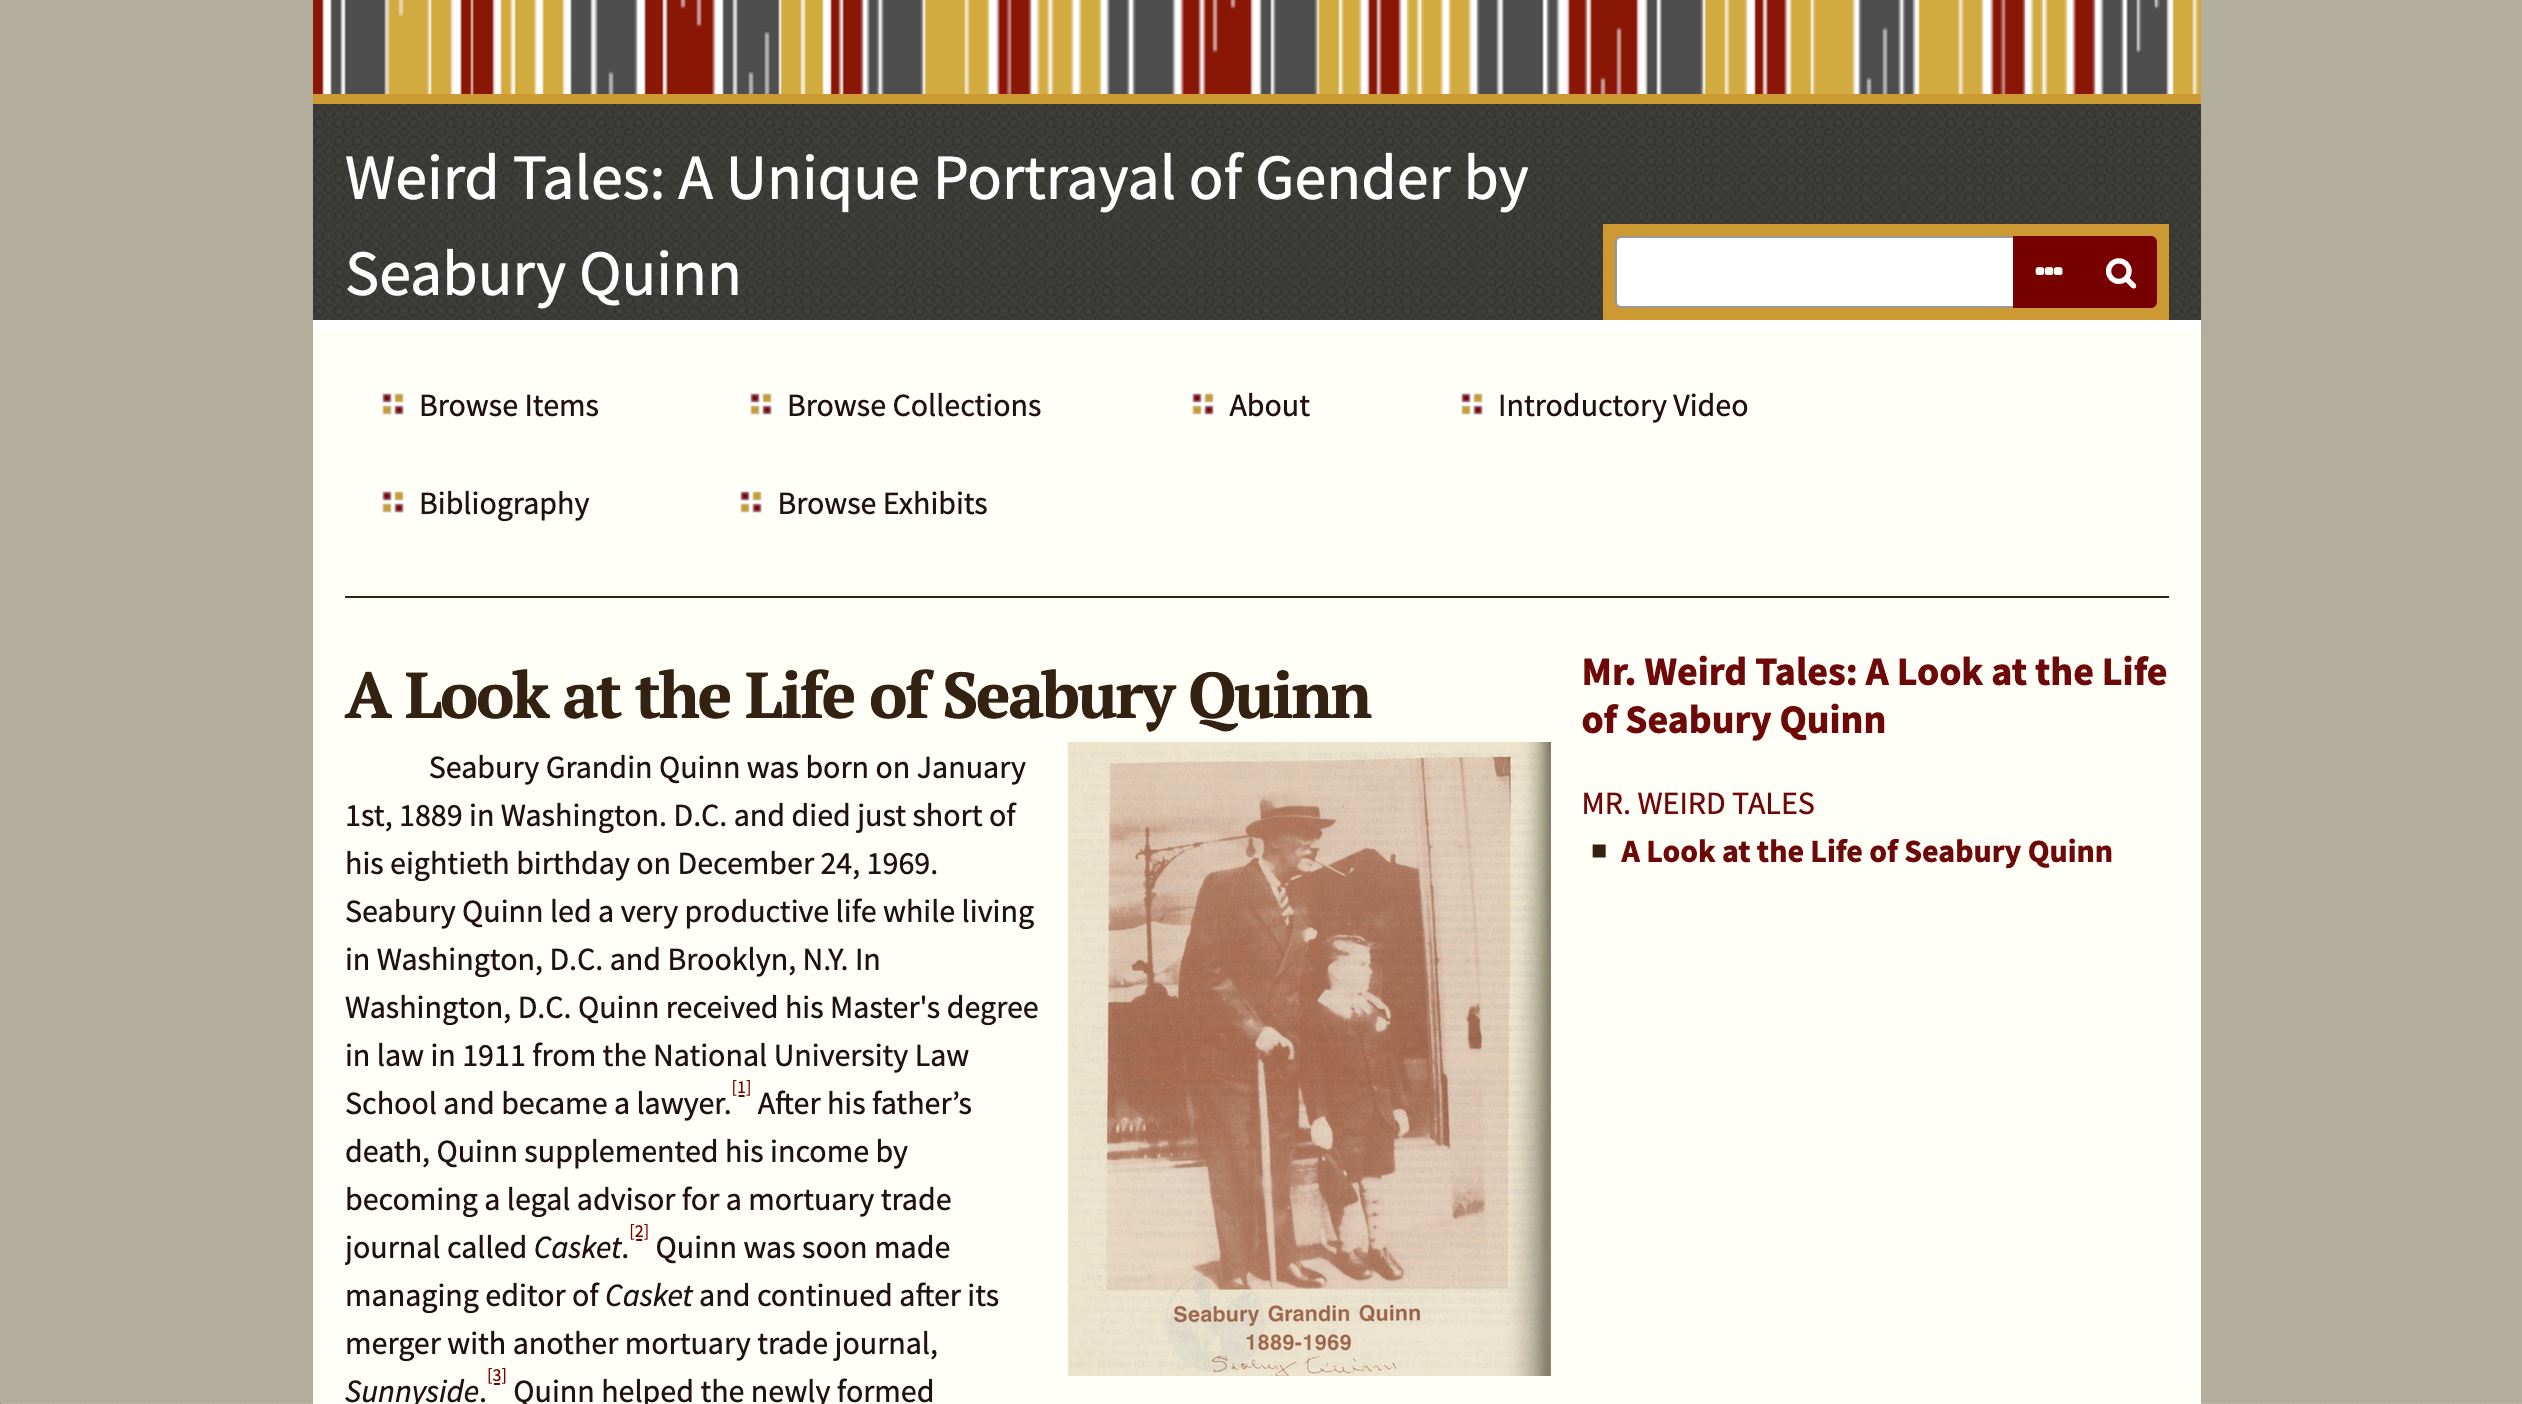 Weird Tales: A Unique Portrayal of Gender by
Seabury Quinn
Browse Items
Browse Collections
About
Introductory Video
Bibliography
Browse Exhibits
A Look at the Life of Seabury Quinn
Seabury Grandin Quinn was born on January
1st, 1889 in Washington. D.C. and died just short of
his eightieth birthday on December 24, 1969.
Seabury Quinn led a very productive life while living
in Washington, D.C. and Brooklyn, N.Y. In
Washington, D.C. Quinn received his Master's degree
in law in 1911 from the National University Law
School and became a lawyer.[1] After his father’s
death, Quinn supplemented his income by
becoming a legal advisor for a mortuary trade
journal called Casket.[2] Quinn was soon made
managing editor of Casket and continued after its
merger with another mortuary trade journal,
Sunnyside.[3] Quinn helped the newly formed
Seabury Grandin Quinn
1889-1969
Seabury Quinn
Mr. Weird Tales: A Look at the Life
of Seabury Quinn
MR. WEIRD TALES
A Look at the Life of Seabury Quinn